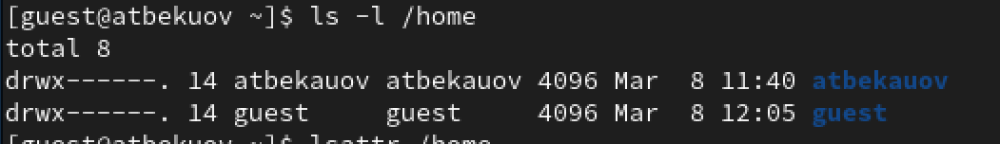 [guest@atbekuov ~]$ ls -l /home
total 8
drwx------. 14 atbekauov atbekauov 4096 Mar  8 11:40 atbekauov
drwx------. 14 guest     guest     4096 Mar  8 12:05 guest
[guest@atbekuov ~]$ lsattr /home